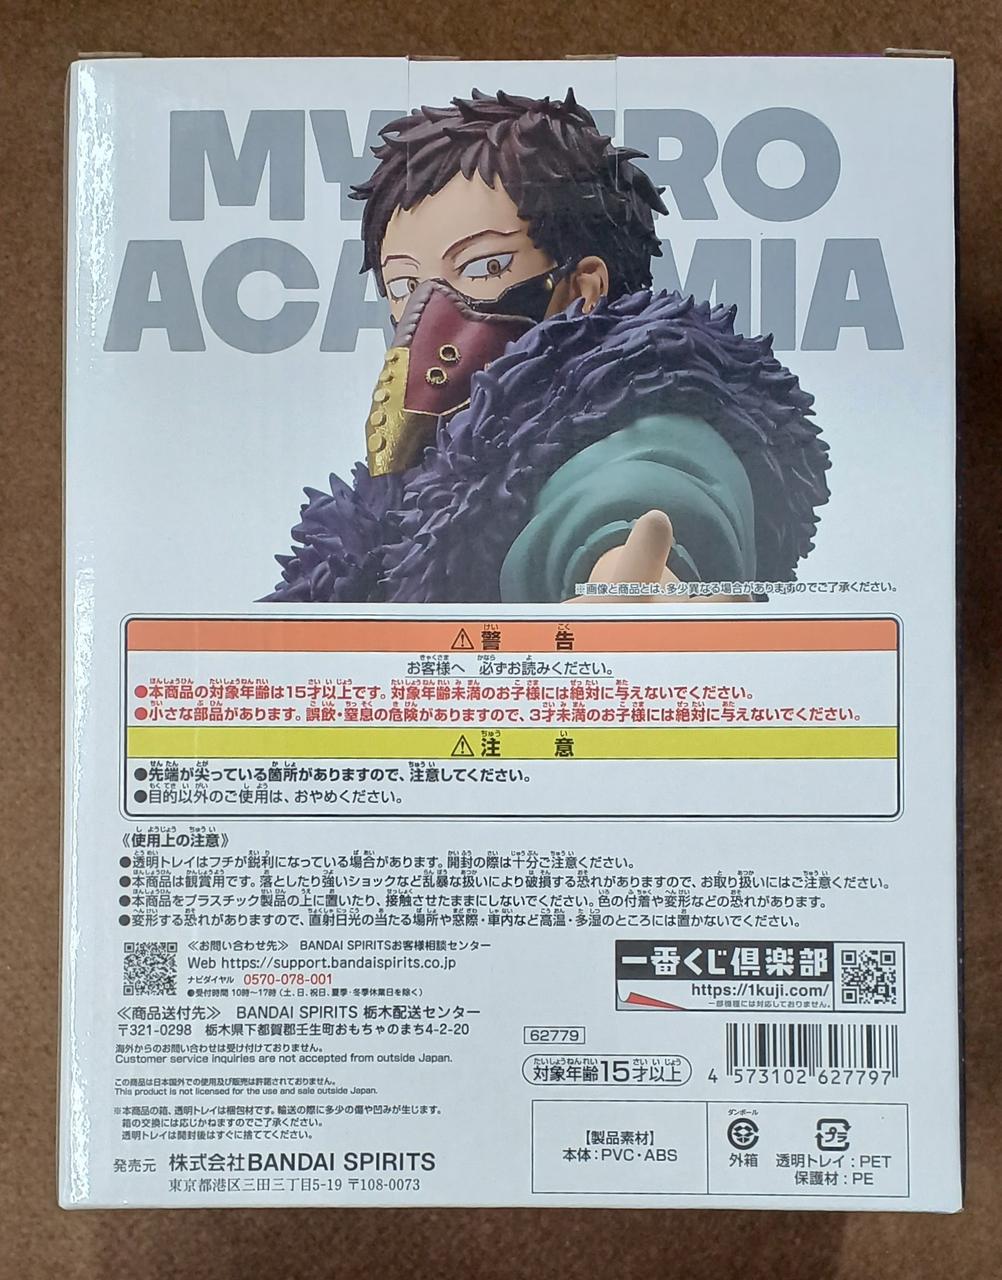 MY HERO
ACADEMIA
※画像と商品とは、多少異なる場合がありますのでご了承ください。
⚠警告
お客様へ 必ずお読みください。
●本商品の対象年齢は15才以上です。対象年齢未満のお子様には絶対に与えないでください。
●小さな部品があります。誤飲・窒息の危険がありますので、3才未満のお子様には絶対に与えないでください。
⚠注意
●先端が尖っている箇所がありますので、注意してください。
●目的以外のご使用は、おやめください。
《使用上の注意》
●透明トレイはフチが鋭利になっている場合があります。開封の際は十分ご注意ください。
●本商品は観賞用です。落としたり強いショックなど乱暴な扱いにより破損する恐れがありますので、お取り扱いにはご注意ください。
●本商品をプラスチック製品の上に置いたり、接触させたままにしないでください。色の付着や変形などの恐れがあります。
●変形する恐れがありますので、直射日光の当たる場所や窓際・車内など高温・多湿のところには置かないでください。
≪お問い合わせ先≫ BANDAI SPIRITSお客様相談センター
Web https://support.bandaispirits.co.jp
ナビダイヤル 0570-078-001
●受付時間 10時〜17時(土、日、祝日、夏季・冬季休業日を除く)
≪商品送付先≫ BANDAI SPIRITS 栃木配送センター
〒321-0298 栃木県下都賀郡壬生町おもちゃのまち4-2-20
海外からのお問い合わせは受け付けておりません。
Customer service inquiries are not accepted from outside Japan.
この商品は日本国外での使用及び販売は許諾されておりません。
This product is not licensed for the use and sale outside Japan.
※本商品の箱、透明トレイは梱包材です。輸送の際に多少の傷や凹みが生じます。
箱の交換には応じかねますのでご了承ください。
透明トレイは開封後はすぐに捨ててください。
発売元 株式会社BANDAI SPIRITS
東京都港区三田三丁目5-19 〒108-0073
一番くじ倶楽部
https://1kuji.com/
一部機種には対応しておりません。
62779
対象年齢15才以上
4 573102 627797
【製品素材】
本体:PVC・ABS
ダンボール
外箱
プラ
透明トレイ:PET
保護材:PE